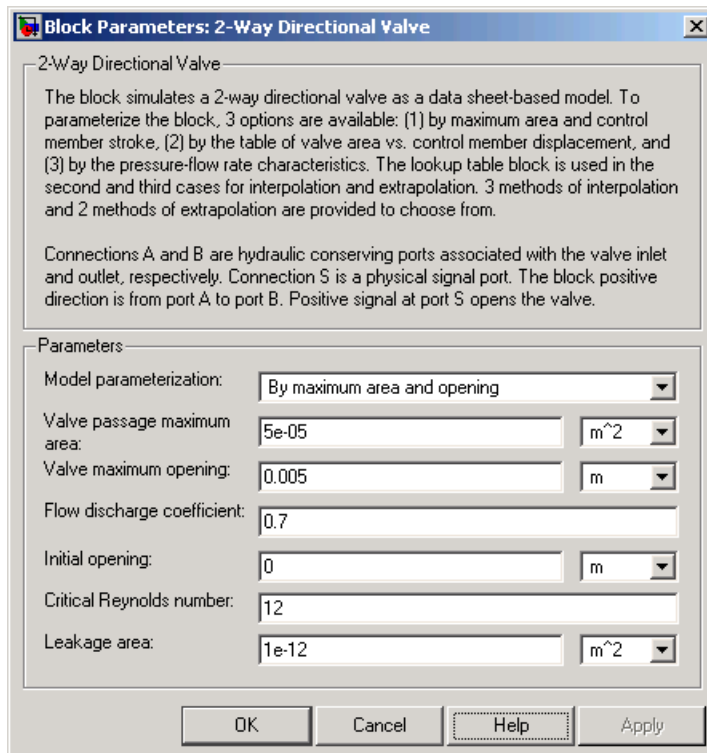 Block Parameters: 2-Way Directional Valve
2-Way Directional Valve
The block simulates a 2-way directional valve as a data sheet-based model. To
parameterize the block, 3 options are available: (1) by maximum area and control
member stroke, (2) by the table of valve area vs. control member displacement, and
(3) by the pressure-flow rate characteristics. The lookup table block is used in the
second and third cases for interpolation and extrapolation. 3 methods of interpolation
and 2 methods of extrapolation are provided to choose from.
Connections A and B are hydraulic conserving ports associated with the valve inlet
and outlet, respectively. Connection S is a physical signal port. The block positive
direction is from port A to port B. Positive signal at port S opens the valve.
Parameters
Model parameterization: By maximum area and opening
Valve passage maximum
area: 5e-05 m^2
Valve maximum opening: 0.005 m
Flow discharge coefficient: 0.7
Initial opening: 0 m
Critical Reynolds number: 12
Leakage area: 1e-12 m^2
OK Cancel Help Apply